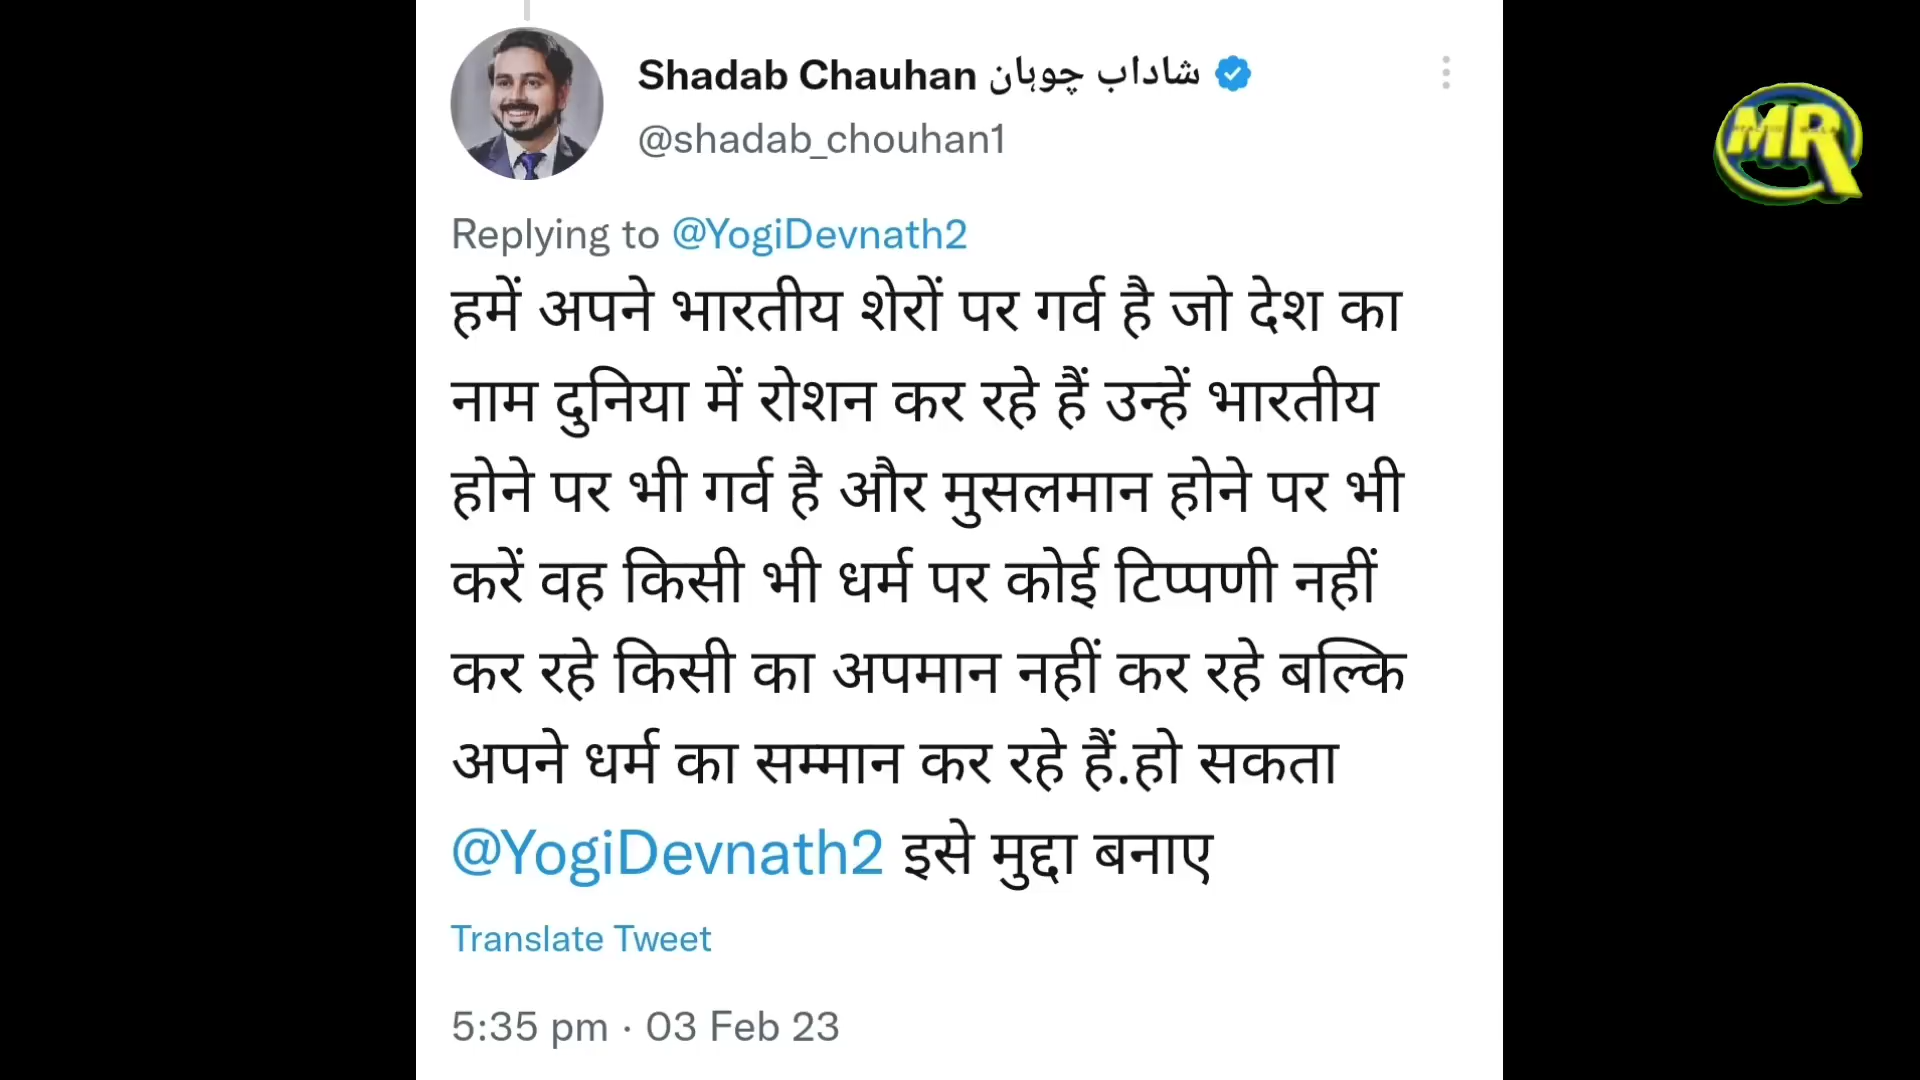 Shadab Chauhan شاداب چوہان
@shadab_chouhan1
Replying to @YogiDevnath2
हमें अपने भारतीय शेरों पर गर्व है जो देश का
नाम दुनिया में रोशन कर रहे हैं उन्हें भारतीय
होने पर भी गर्व है और मुसलमान होने पर भी
करें वह किसी भी धर्म पर कोई टिप्पणी नहीं
कर रहे किसी का अपमान नहीं कर रहे बल्कि
अपने धर्म का सम्मान कर रहे हैं.हो सकता
@YogiDevnath2 इसे मुद्दा बनाए
Translate Tweet
5:35 pm · 03 Feb 23
MR